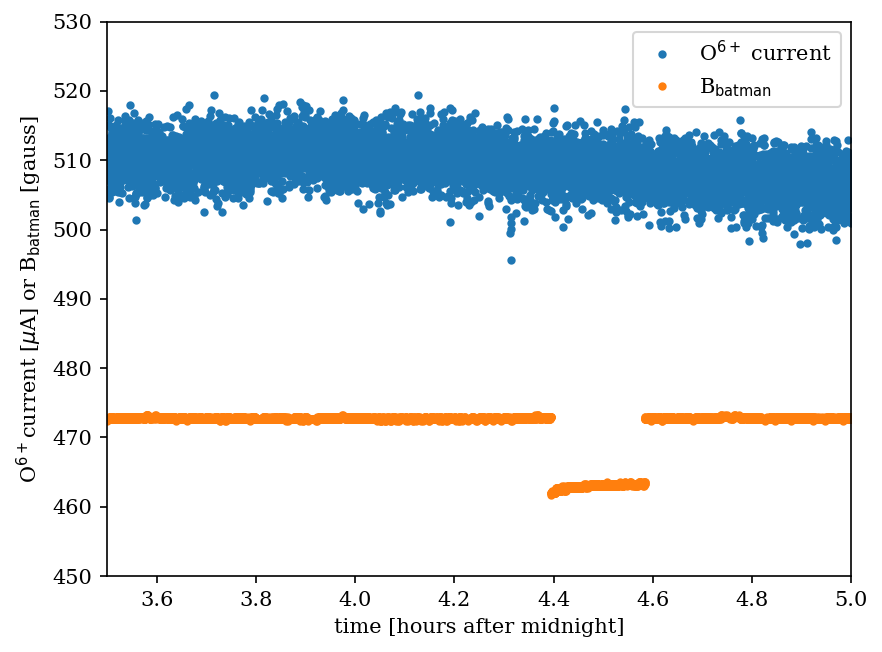 O⁶⁺ current
B_batman
O⁶⁺ current [μA] or B_batman [gauss]
530
520
510
500
490
480
470
460
450
3.6 3.8 4.0 4.2 4.4 4.6 4.8 5.0
time [hours after midnight]